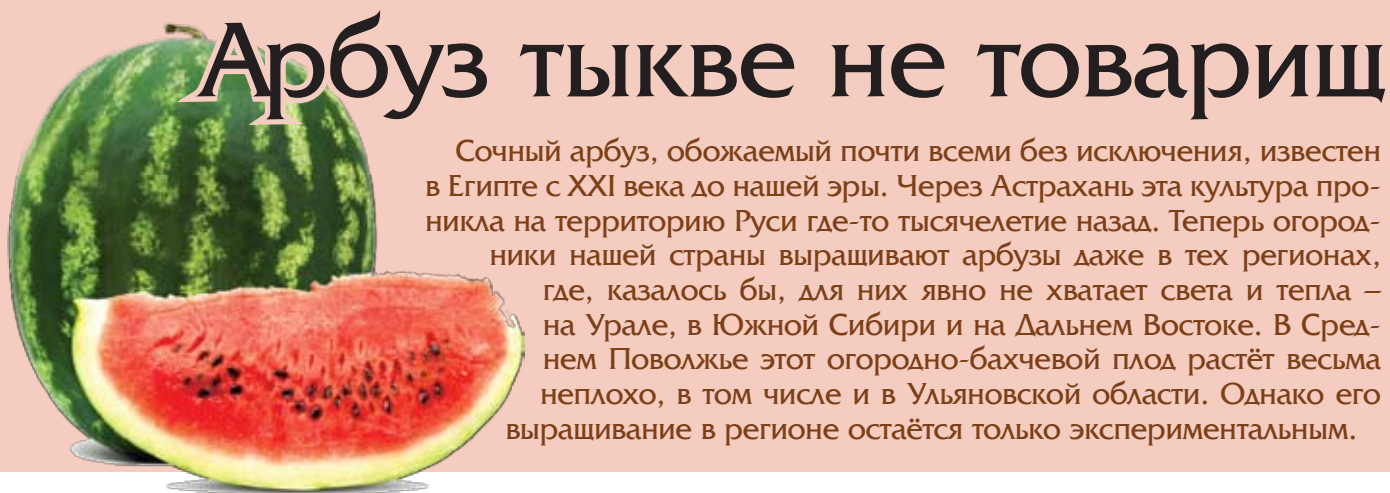 Арбуз тыкве не товарищ
Сочный арбуз, обожаемый почти всеми без исключения, известен
в Египте с XXI века до нашей эры. Через Астрахань эта культура про-
никла на территорию Руси где-то тысячелетие назад. Теперь огород-
ники нашей страны выращивают арбузы даже в тех регионах,
где, казалось бы, для них явно не хватает света и тепла –
на Урале, в Южной Сибири и на Дальнем Востоке. В Сред-
нем Поволжье этот огородно-бахчевой плод растёт весьма
неплохо, в том числе и в Ульяновской области. Однако его
выращивание в регионе остаётся только экспериментальным.